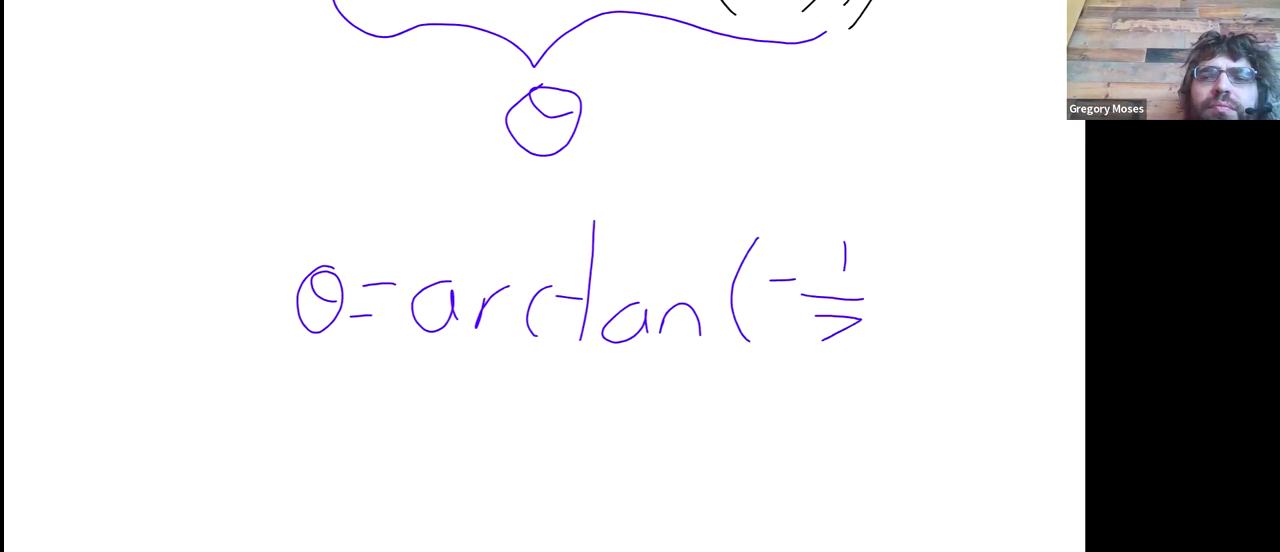 Gregory Moses
θ
θ = arctan(-1/7